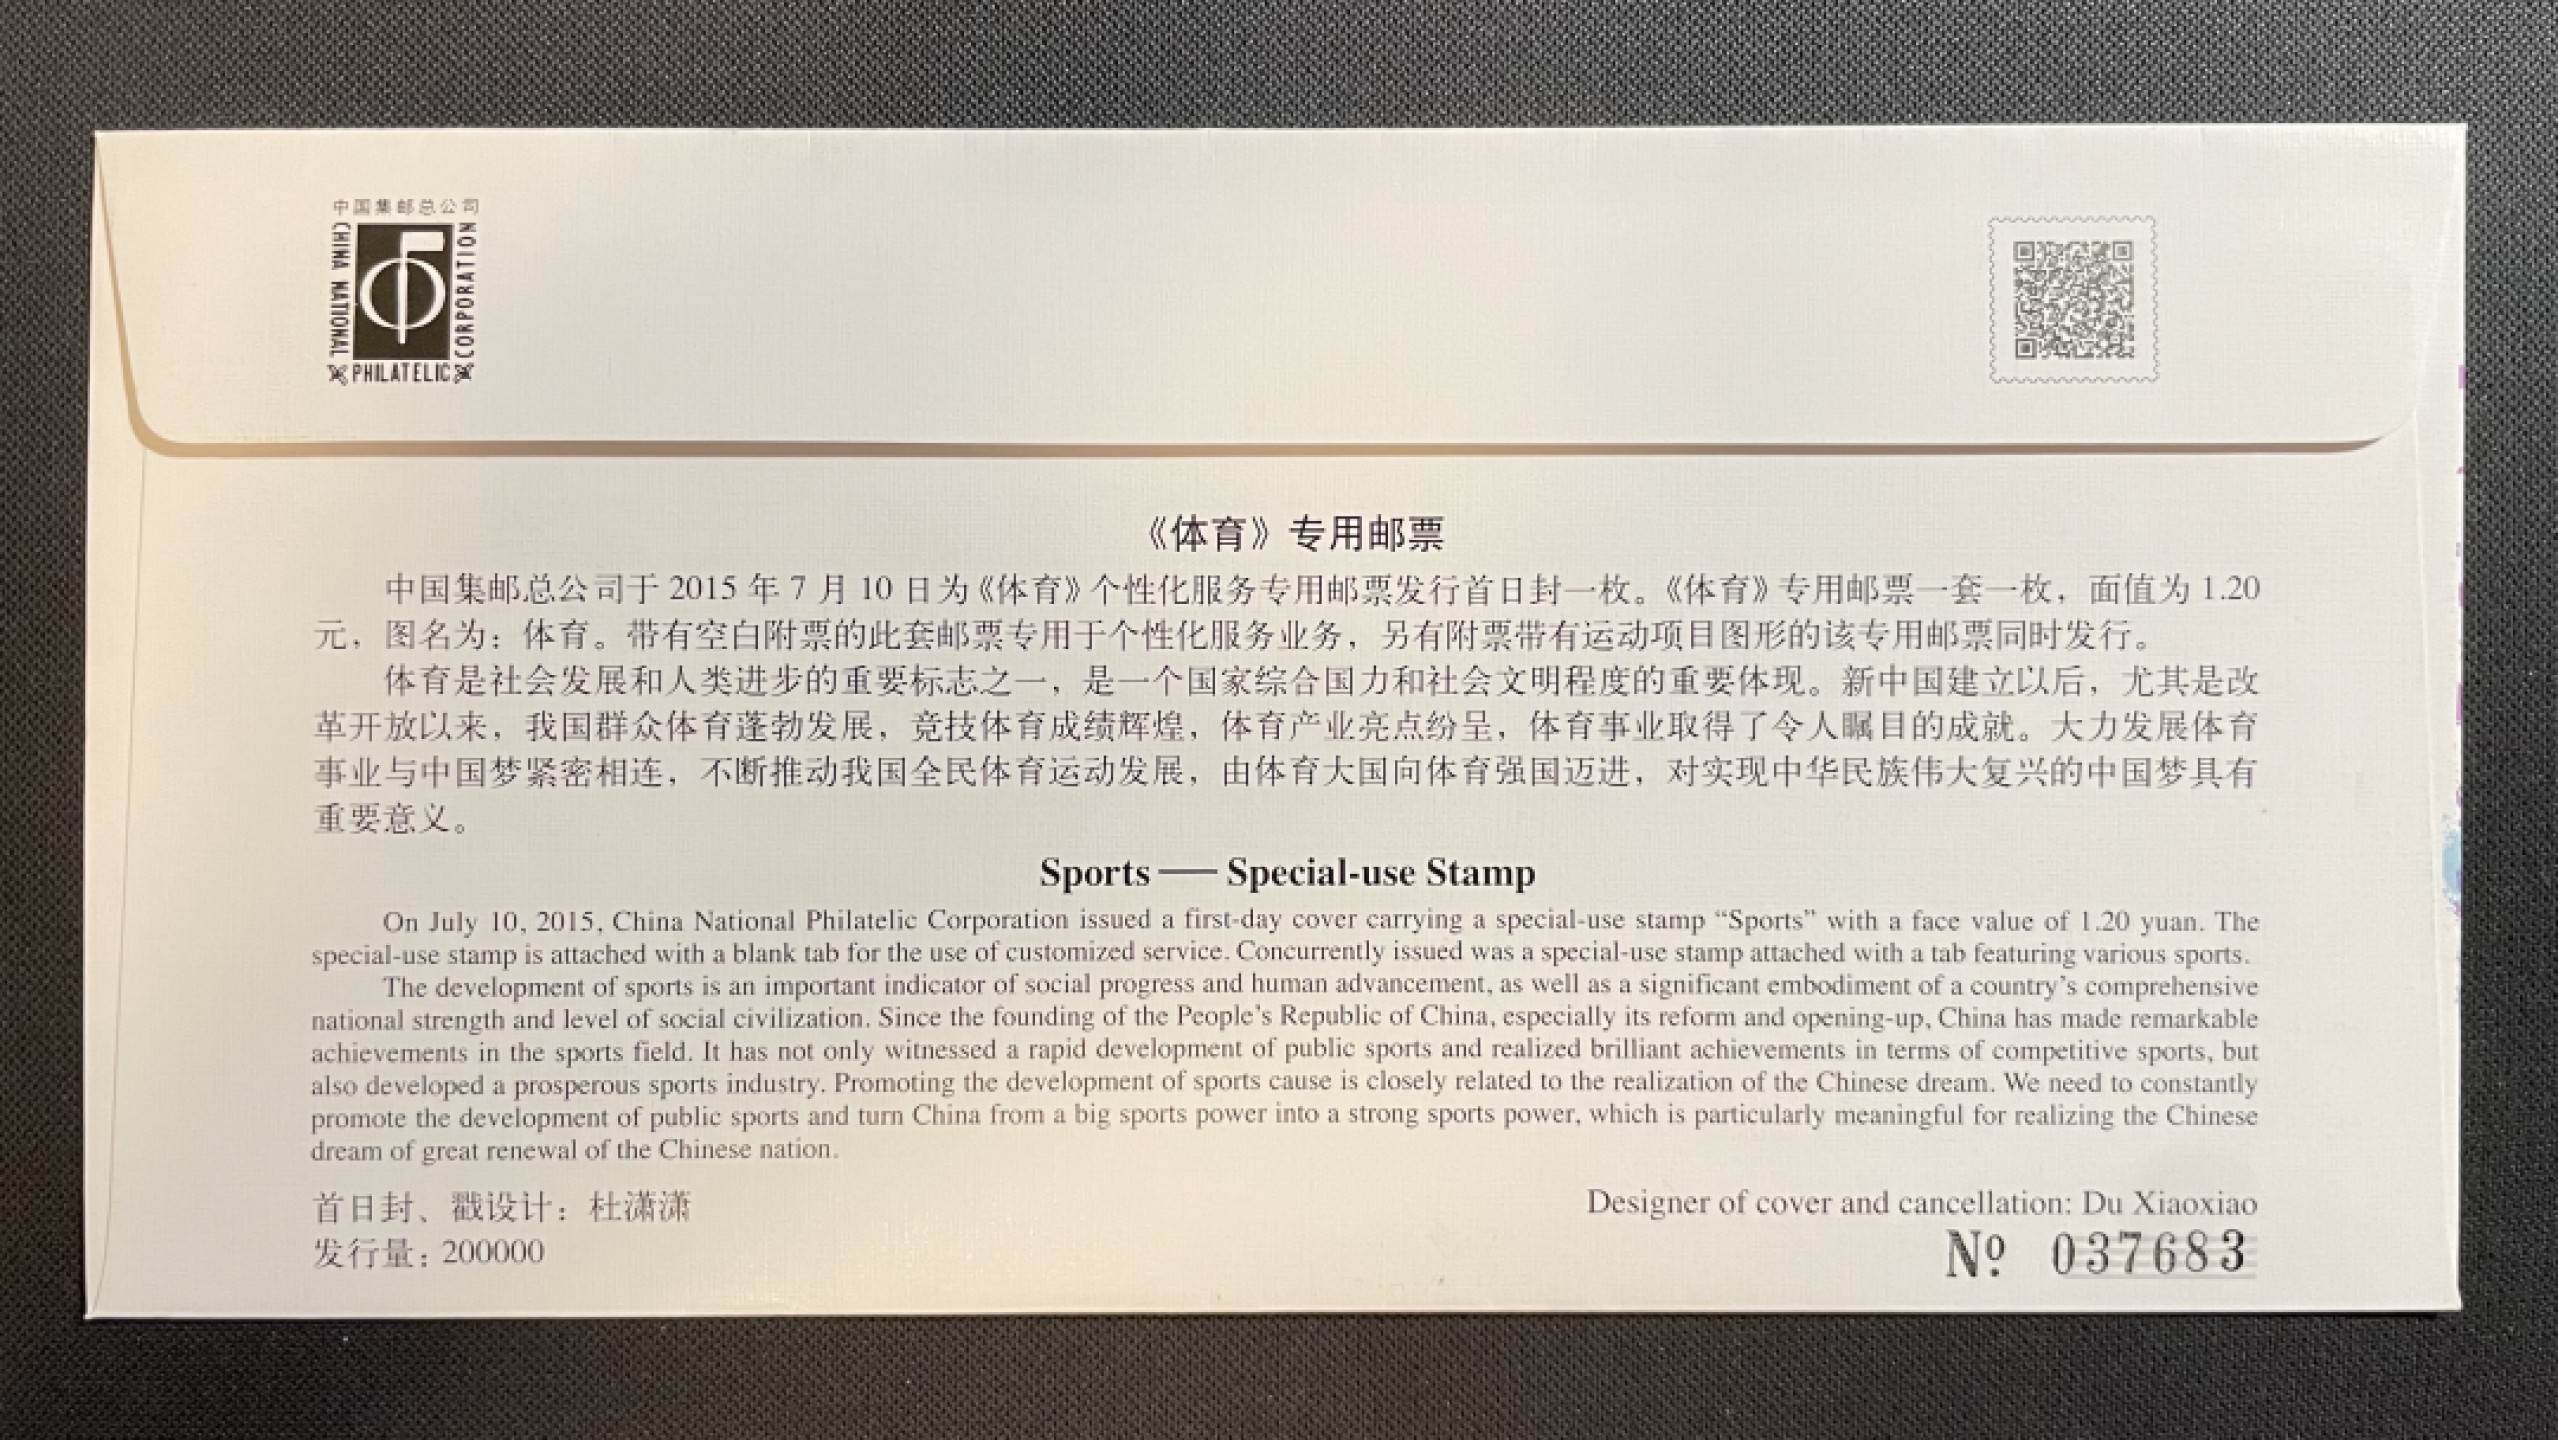 中国集邮总公司
CHINA NATIONAL
PHILATELIC
CORPORATION
《体育》专用邮票
中国集邮总公司于 2015 年 7 月 10 日为《体育》个性化服务专用邮票发行首日封一枚。《体育》专用邮票一套一枚，面值为 1.20
元，图名为：体育。带有空白附票的此套邮票专用于个性化服务业务，另有附票带有运动项目图形的该专用邮票同时发行。
体育是社会发展和人类进步的重要标志之一，是一个国家综合国力和社会文明程度的重要体现。新中国建立以后，尤其是改
革开放以来，我国群众体育蓬勃发展，竞技体育成绩辉煌，体育产业亮点纷呈，体育事业取得了令人瞩目的成就。大力发展体育
事业与中国梦紧密相连，不断推动我国全民体育运动发展，由体育大国向体育强国迈进，对实现中华民族伟大复兴的中国梦具有
重要意义。
Sports — Special-use Stamp
On July 10, 2015, China National Philatelic Corporation issued a first-day cover carrying a special-use stamp “Sports” with a face value of 1.20 yuan. The
special-use stamp is attached with a blank tab for the use of customized service. Concurrently issued was a special-use stamp attached with a tab featuring various sports.
The development of sports is an important indicator of social progress and human advancement, as well as a significant embodiment of a country’s comprehensive
national strength and level of social civilization. Since the founding of the People’s Republic of China, especially its reform and opening-up, China has made remarkable
achievements in the sports field. It has not only witnessed a rapid development of public sports and realized brilliant achievements in terms of competitive sports, but
also developed a prosperous sports industry. Promoting the development of sports cause is closely related to the realization of the Chinese dream. We need to constantly
promote the development of public sports and turn China from a big sports power into a strong sports power, which is particularly meaningful for realizing the Chinese
dream of great renewal of the Chinese nation.
首日封、戳设计：杜潇潇
Designer of cover and cancellation: Du Xiaoxiao
发行量：200000
Nº 037683